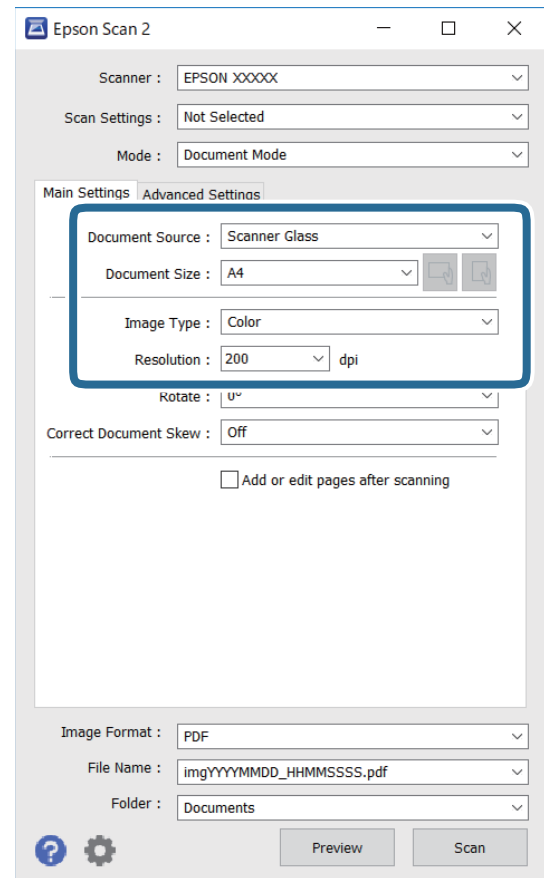 Epson Scan 2
Scanner : EPSON XXXXX
Scan Settings : Not Selected
Mode : Document Mode
Main Settings Advanced Settings
Document Source : Scanner Glass
Document Size : A4
Image Type : Color
Resolution : 200 dpi
Rotate : 0°
Correct Document Skew : Off
Add or edit pages after scanning
Image Format : PDF
File Name : imgYYYYMMDD_HHMMSSSS.pdf
Folder : Documents
? Preview Scan